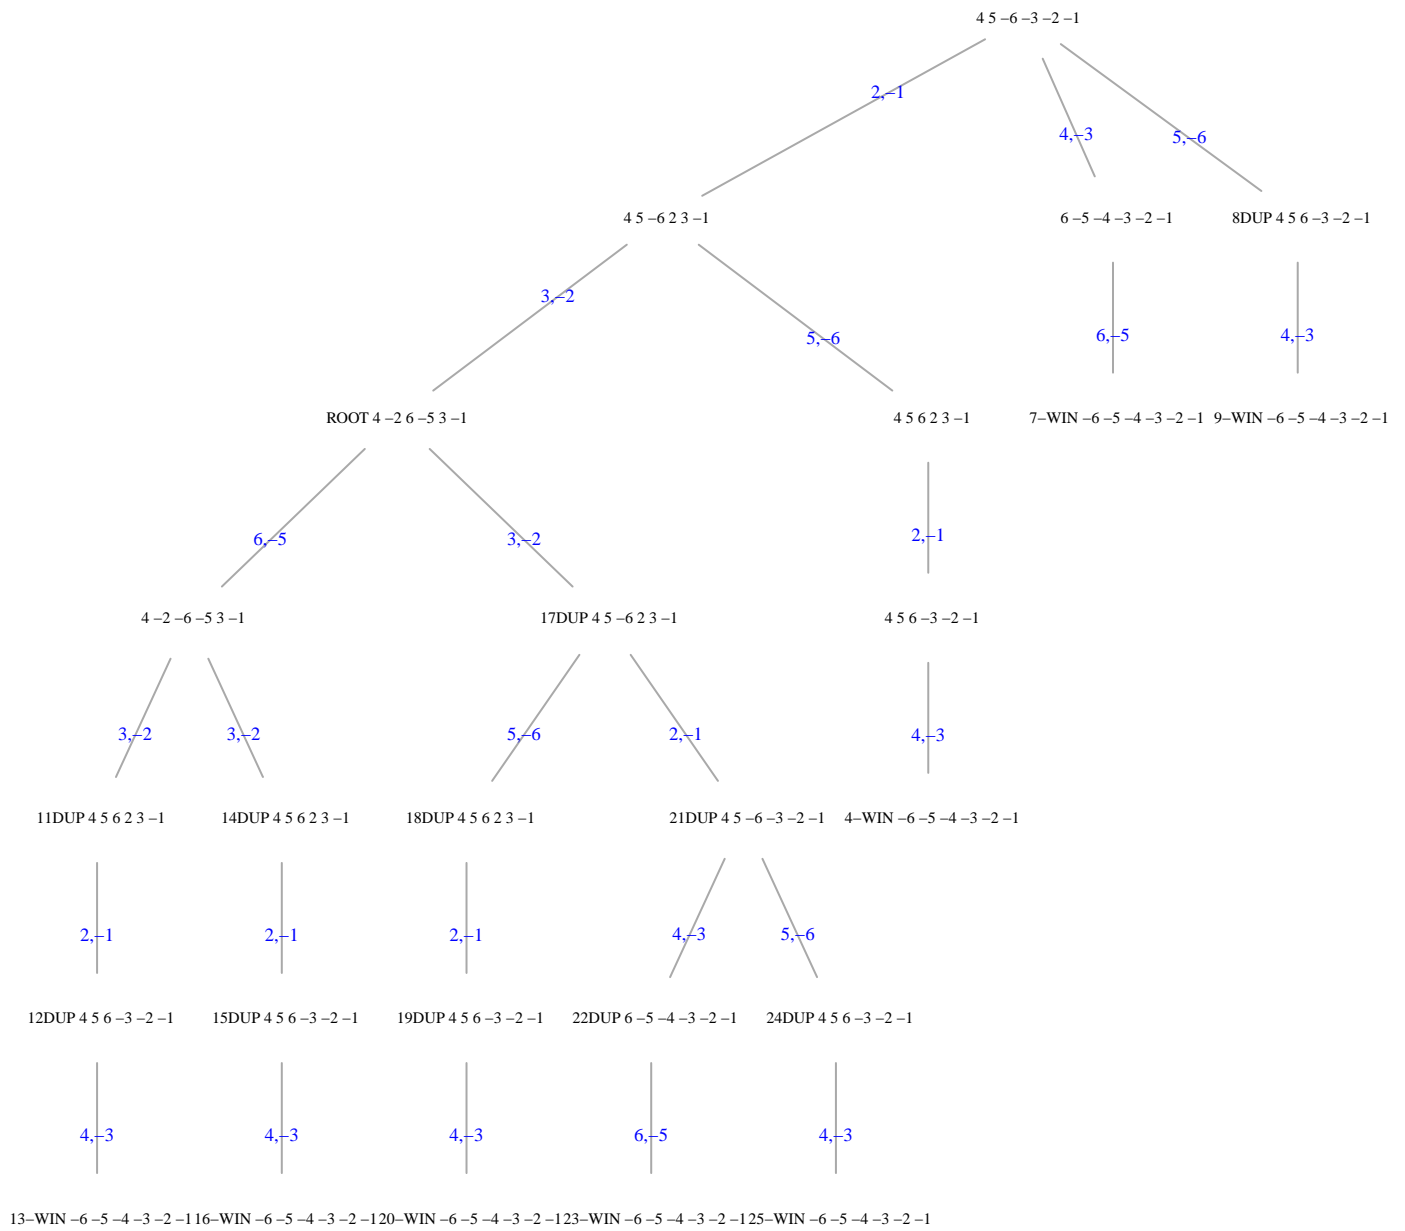 4 5 –6 –3 –2 –1
2,–1
4,–3
5,–6
4 5 –6 2 3 –1
6 –5 –4 –3 –2 –1
8DUP 4 5 6 –3 –2 –1
3,–2
5,–6
6,–5
4,–3
ROOT 4 –2 6 –5 3 –1
4 5 6 2 3 –1
7–WIN –6 –5 –4 –3 –2 –1
9–WIN –6 –5 –4 –3 –2 –1
6,–5
3,–2
2,–1
4 –2 –6 –5 3 –1
17DUP 4 5 –6 2 3 –1
4 5 6 –3 –2 –1
3,–2
3,–2
5,–6
2,–1
4,–3
11DUP 4 5 6 2 3 –1
14DUP 4 5 6 2 3 –1
18DUP 4 5 6 2 3 –1
21DUP 4 5 –6 –3 –2 –1
4–WIN –6 –5 –4 –3 –2 –1
2,–1
2,–1
2,–1
4,–3
5,–6
12DUP 4 5 6 –3 –2 –1
15DUP 4 5 6 –3 –2 –1
19DUP 4 5 6 –3 –2 –1
22DUP 6 –5 –4 –3 –2 –1
24DUP 4 5 6 –3 –2 –1
4,–3
4,–3
4,–3
6,–5
4,–3
13–WIN –6 –5 –4 –3 –2 –1
16–WIN –6 –5 –4 –3 –2 –1
20–WIN –6 –5 –4 –3 –2 –1
23–WIN –6 –5 –4 –3 –2 –1
25–WIN –6 –5 –4 –3 –2 –1